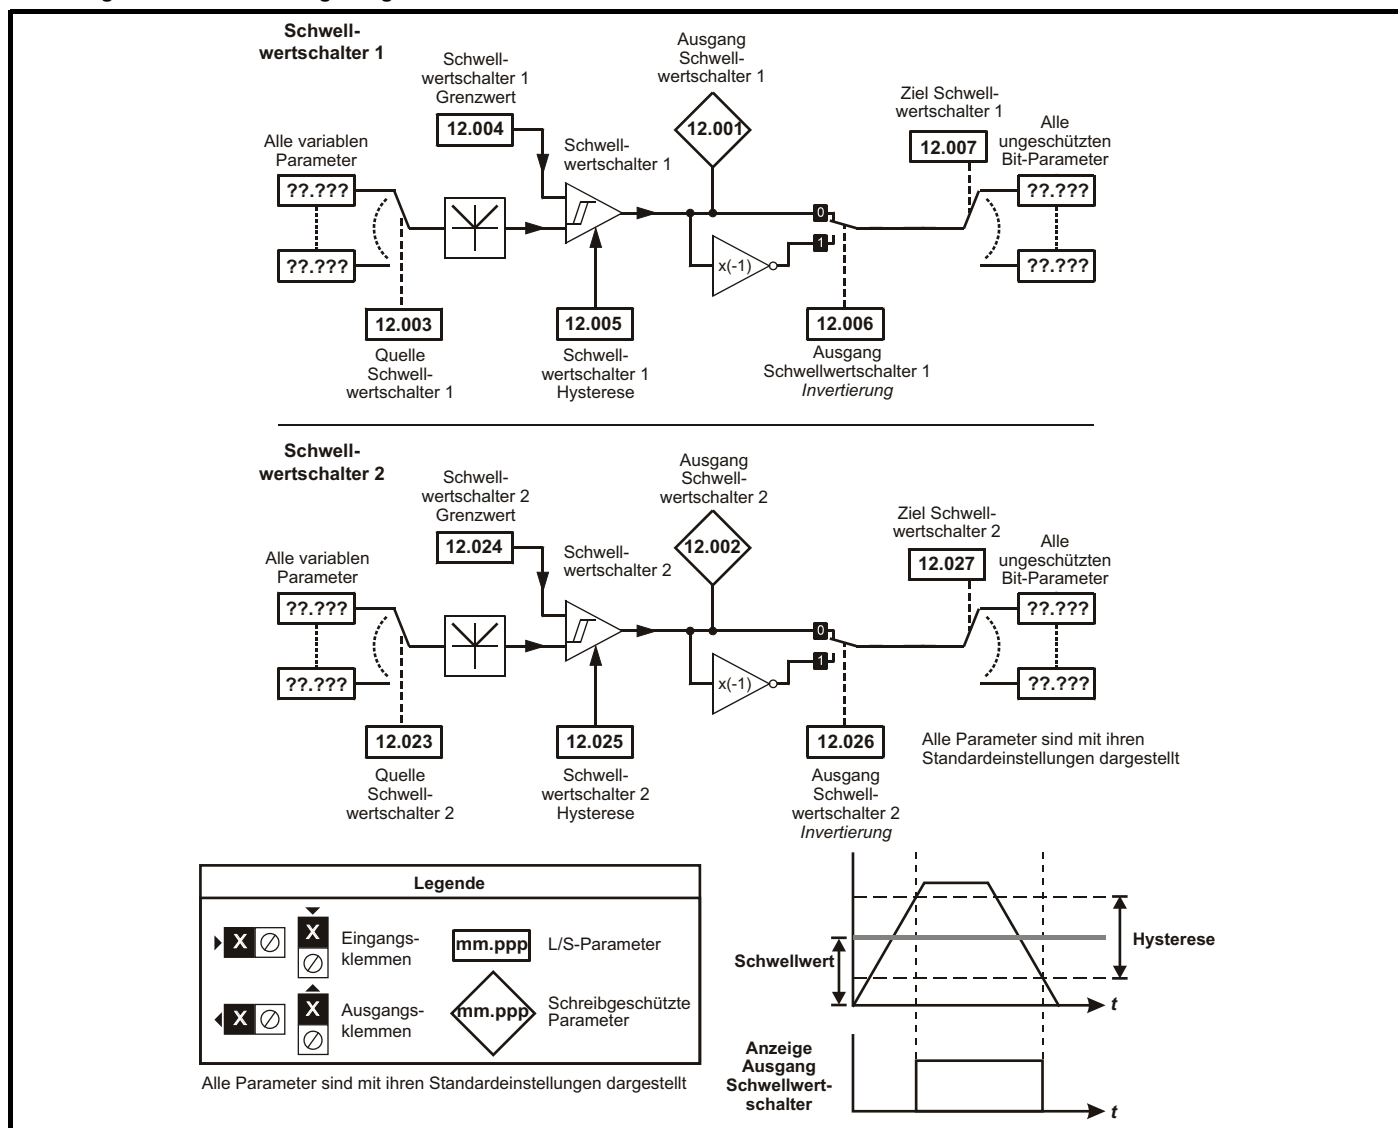 Schwell-
wertschalter 1
Schwell-
wertschalter 1
Grenzwert
12.004
Ausgang
Schwell-
wertschalter 1
12.001
Ziel Schwell-
wertschalter 1
12.007
Alle variablen
Parameter
??.???
??.???
Schwell-
wertschalter 1
Alle
ungeschützten
Bit-Parameter
??.???
??.???
0
1
x(-1)
12.003
Quelle
Schwell-
wertschalter 1
12.005
Schwell-
wertschalter 1
Hysterese
12.006
Ausgang
Schwellwertschalter 1
Invertierung
Schwell-
wertschalter 2
Schwell-
wertschalter 2
Grenzwert
12.024
Ausgang
Schwell-
wertschalter 2
12.002
Ziel Schwell-
wertschalter 2
12.027
Alle variablen
Parameter
??.???
??.???
Schwell-
wertschalter 2
Alle
ungeschützten
Bit-Parameter
??.???
??.???
0
1
x(-1)
12.023
Quelle
Schwell-
wertschalter 2
12.025
Schwell-
wertschalter 2
Hysterese
12.026
Ausgang
Schwell-
wertschalter 2
Invertierung
Alle Parameter sind mit ihren
Standardeinstellungen dargestellt
Legende
X
X
Eingangs-
klemmen
mm.ppp
L/S-Parameter
X
X
Ausgangs-
klemmen
mm.ppp
Schreibgeschützte
Parameter
Alle Parameter sind mit ihren Standardeinstellungen dargestellt
Schwellwert
Hysterese
t
Anzeige
Ausgang
Schwellwert-
schalter
t